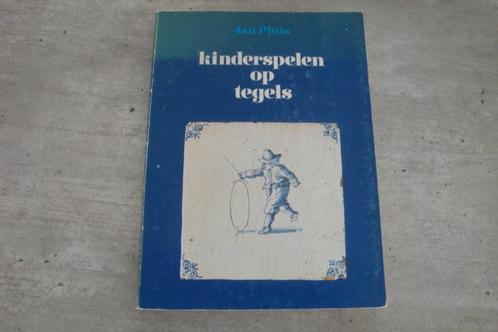 Jan Pluis
kinderspelen
op
tegels